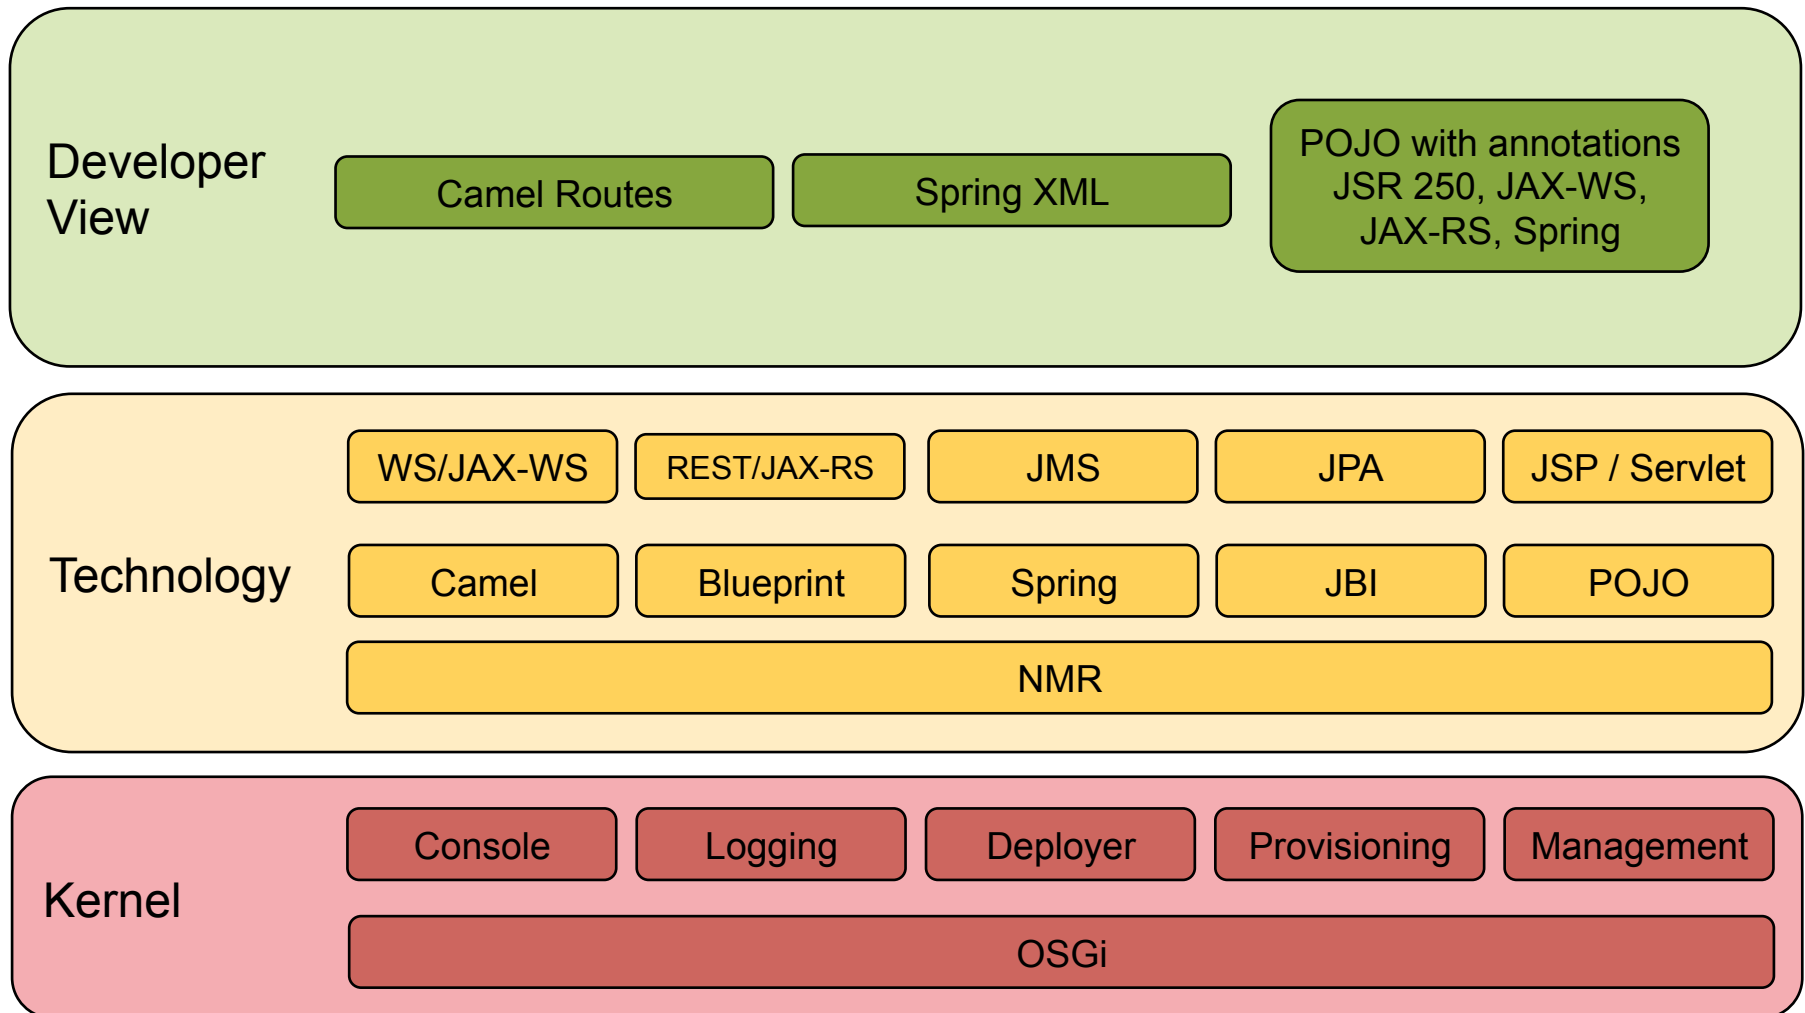 Developer
View
Camel Routes
Spring XML
POJO with annotations
JSR 250, JAX-WS,
JAX-RS, Spring
Technology
WS/JAX-WS
REST/JAX-RS
JMS
JPA
JSP / Servlet
Camel
Blueprint
Spring
JBI
POJO
NMR
Kernel
Console
Logging
Deployer
Provisioning
Management
OSGi